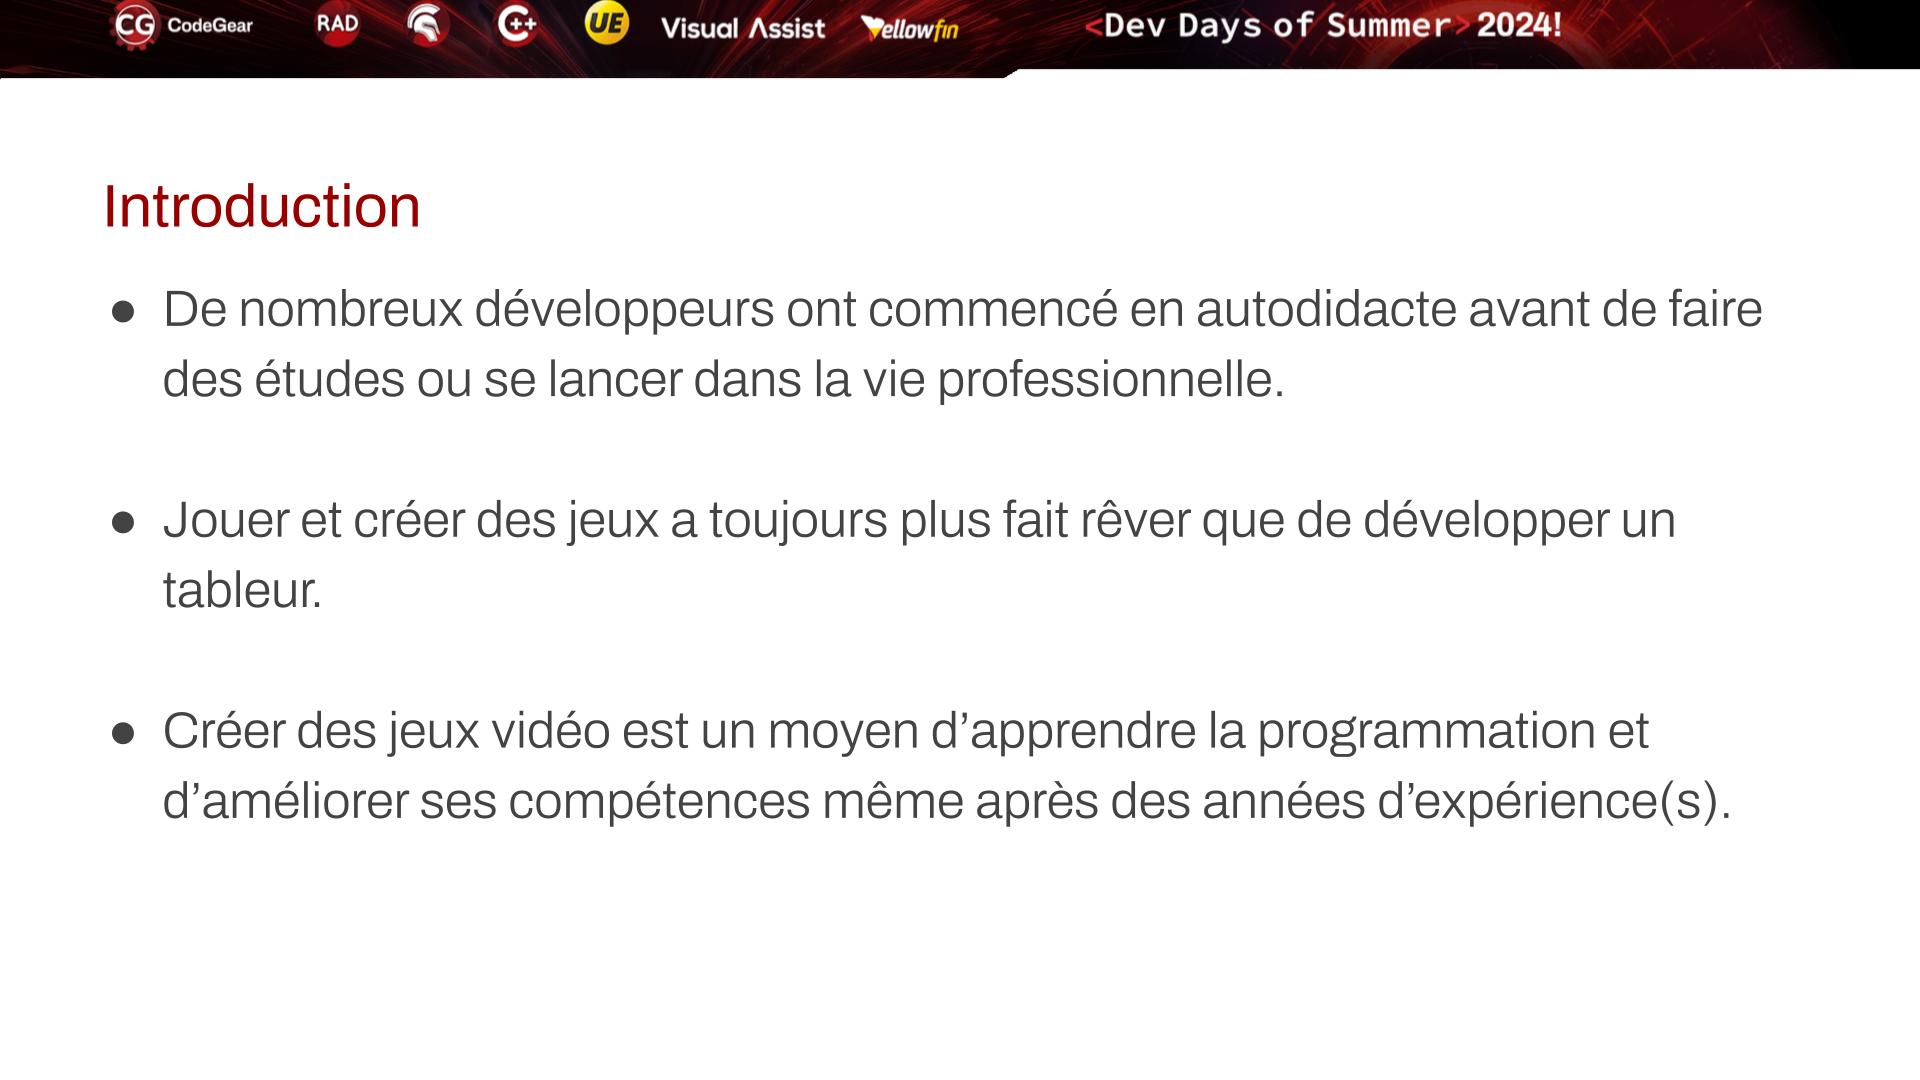 CG CodeGear RAD C++ UE Visual Assist Yellowfin <Dev Days of Summer> 2024!
Introduction
● De nombreux développeurs ont commencé en autodidacte avant de faire
des études ou se lancer dans la vie professionnelle.
● Jouer et créer des jeux a toujours plus fait rêver que de développer un
tableur.
● Créer des jeux vidéo est un moyen d’apprendre la programmation et
d’améliorer ses compétences même après des années d’expérience(s).